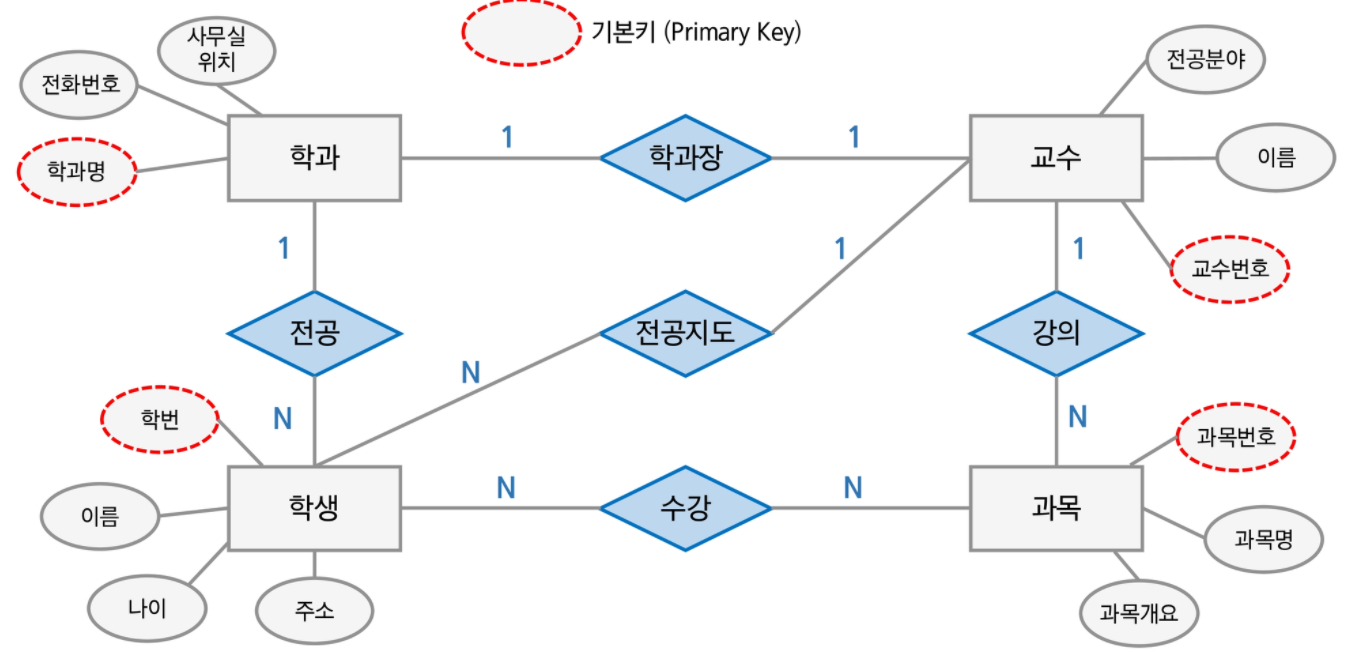 기본키 (Primary Key)
사무실
위치
전공분야
전화번호
학과
1
학과장
1
교수
이름
학과명
1
1
1
교수번호
전공
전공지도
강의
N
학번
N
N
과목번호
이름
학생
N
수강
N
과목
과목명
나이
주소
과목개요